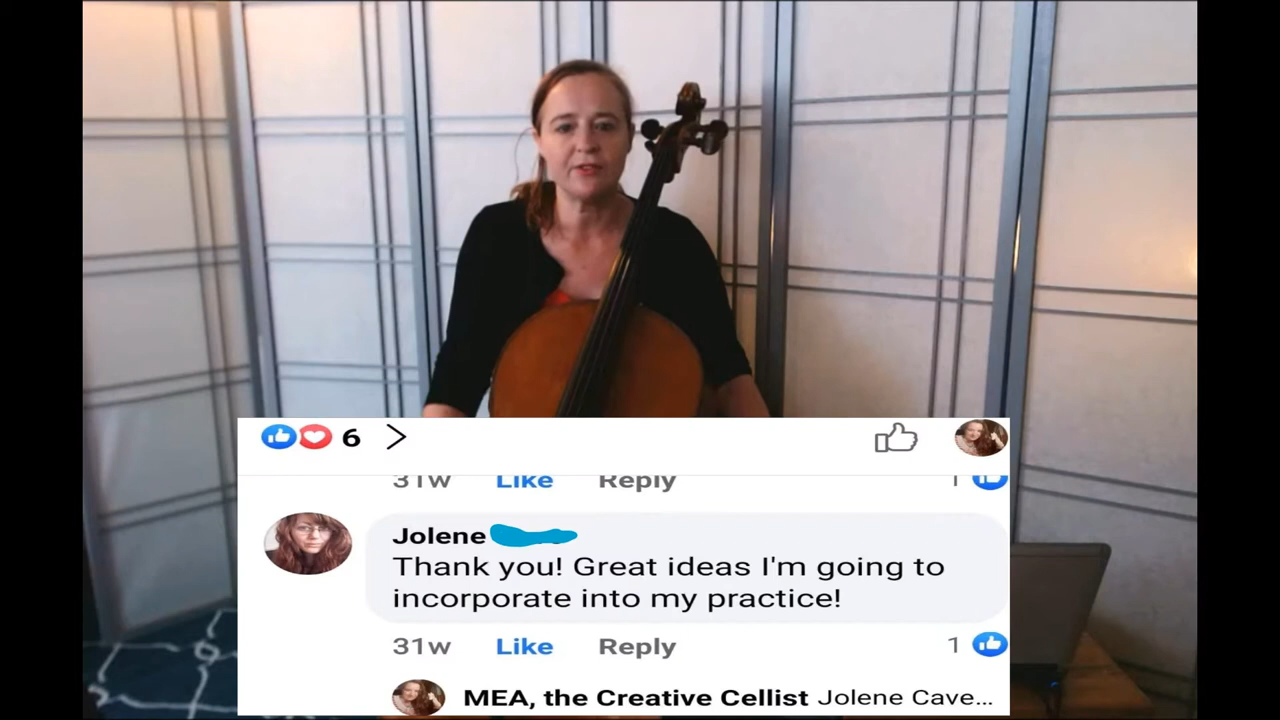 6
31w Like Reply 1
Jolene
Thank you! Great ideas I'm going to
incorporate into my practice!
31w Like Reply 1
MEA, the Creative Cellist Jolene Cave...